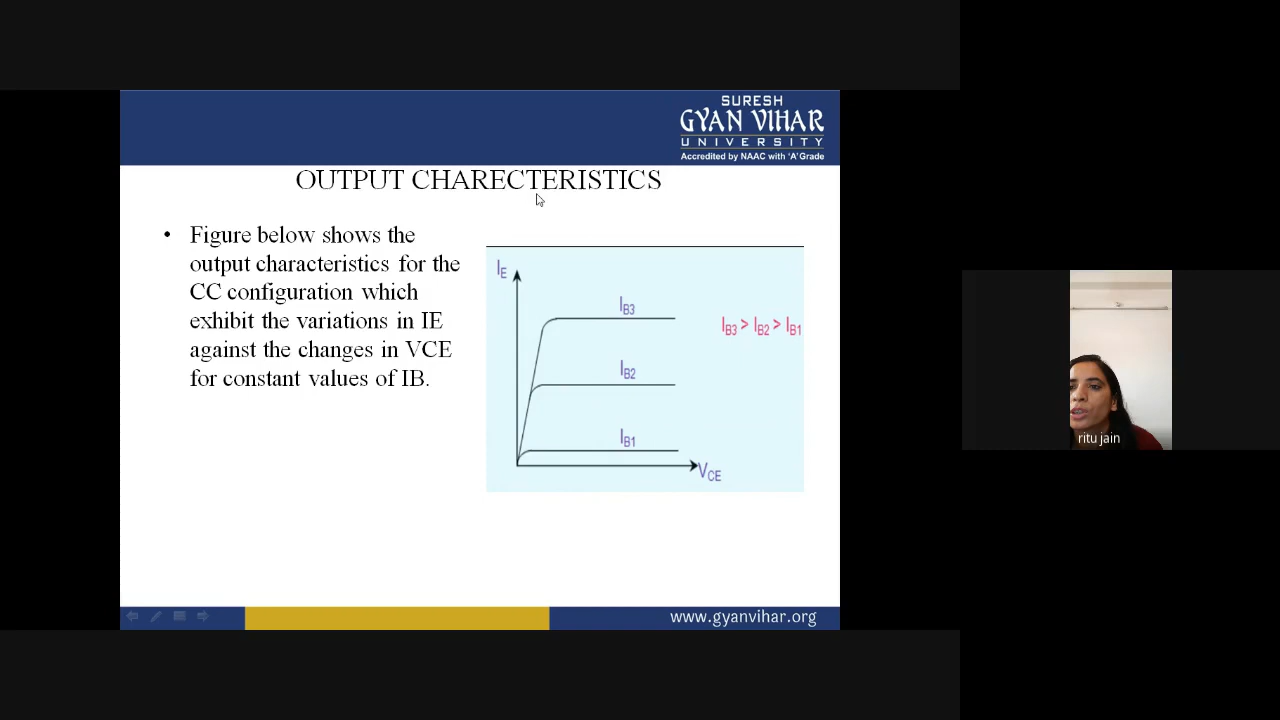 SURESH
GYAN VIHAR
UNIVERSITY
Accredited by NAAC with 'A' Grade
OUTPUT CHARECTERISTICS
• Figure below shows the
output characteristics for the
CC configuration which
exhibit the variations in IE
against the changes in VCE
for constant values of IB.
IE
IB3
IB3 > IB2 > IB1
IB2
IB1
VCE
ritu jain
www.gyanvihar.org